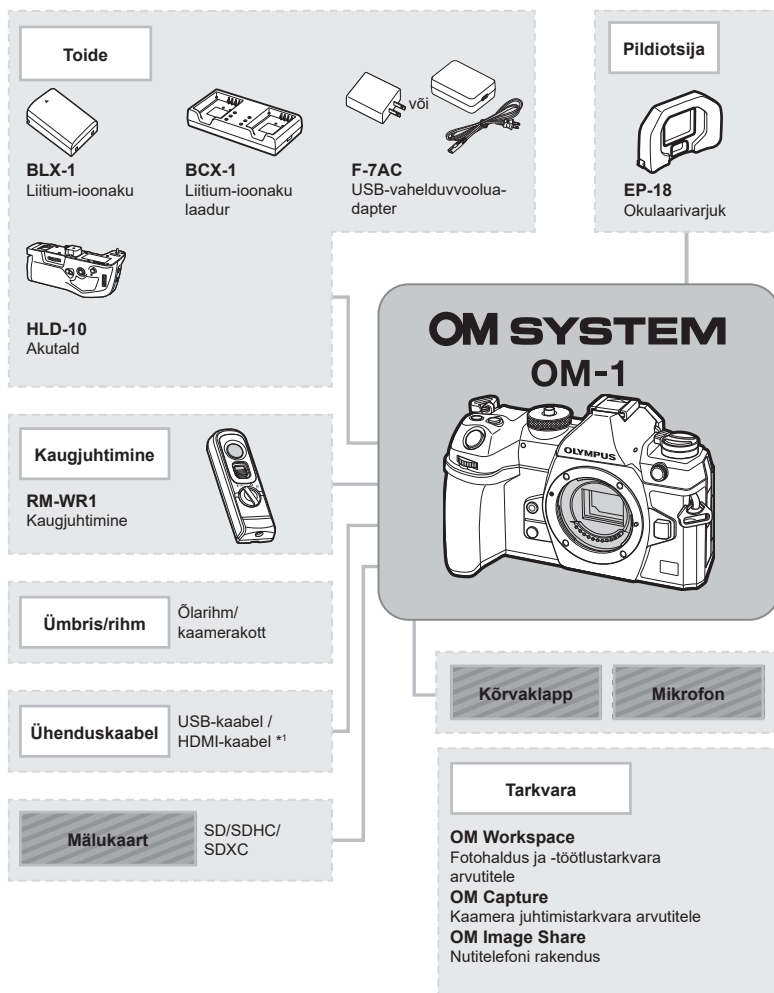 Toide
BLX-1
Liitium-ioonaku
BCX-1
Liitium-ioonaku
laadur
või
F-7AC
USB-vahelduvvoolua-
dapter
HLD-10
Akutald
Pildiotsija
EP-18
Okulaarivarjuk
OM SYSTEM
OM-1
OLYMPUS
Kaugjuhtimine
RM-WR1
Kaugjuhtimine
Ümbris/rihm
Õlarihm/
kaamerakott
Ühenduskaabel
USB-kaabel /
HDMI-kaabel *1
Mälukaart
SD/SDHC/
SDXC
Kõrvaklapp
Mikrofon
Tarkvara
OM Workspace
Fotohaldus ja -töötlustarkvara
arvutitele
OM Capture
Kaamera juhtimistarkvara arvutitele
OM Image Share
Nutitelefoni rakendus